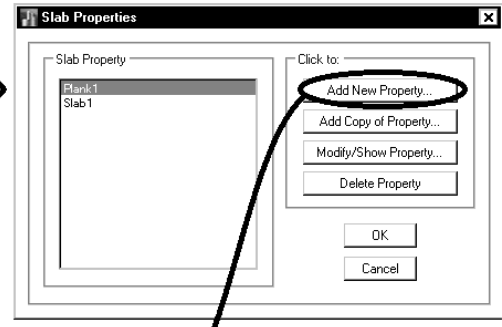 Slab Properties
Slab Property
Plank1
Slab1
Click to:
Add New Property...
Add Copy of Property...
Modify/Show Property...
Delete Property
OK
Cancel